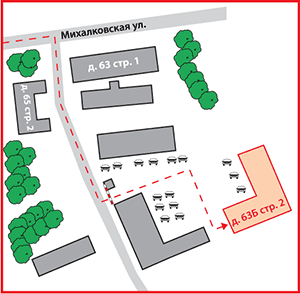 Михалковская ул.
д. 63 стр. 1
д. 65 стр. 2
д. 63Б стр. 2